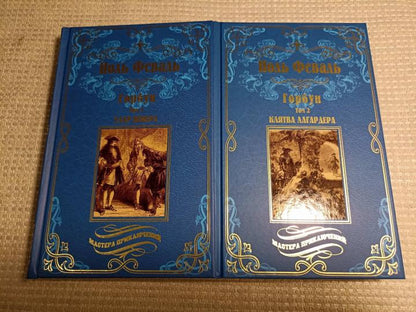 Поль Феваль
Горбун
МАСТЕРА ПРИКЛЮЧЕНИЙ
Поль Феваль
Горбун
Том 2
КЛЯТВА ЛАГАРДЕРА
МАСТЕРА ПРИКЛЮЧЕНИЙ